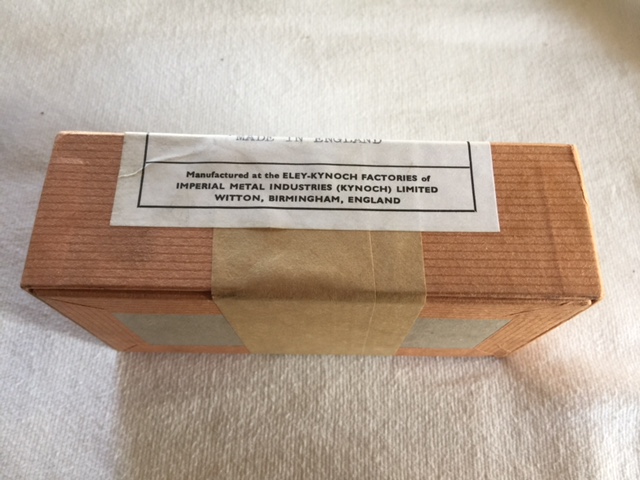 MADE IN ENGLAND
Manufactured at the ELEY-KYNOCH FACTORIES of
IMPERIAL METAL INDUSTRIES (KYNOCH) LIMITED
WITTON, BIRMINGHAM, ENGLAND